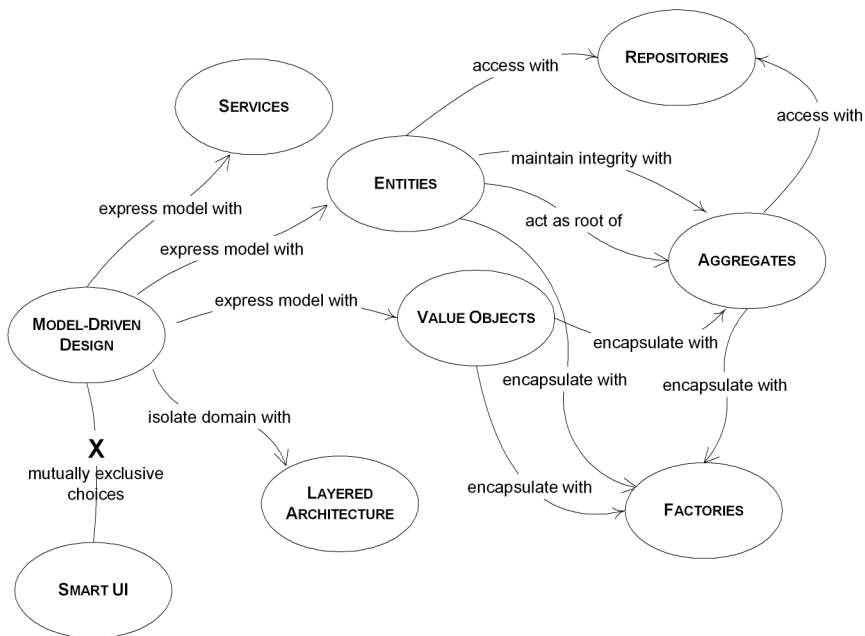 REPOSITORIES
access with
SERVICES
access with
maintain integrity with
ENTITIES
express model with
act as root of
express model with
AGGREGATES
express model with
VALUE OBJECTS
MODEL-DRIVEN
DESIGN
encapsulate with
encapsulate with
encapsulate with
isolate domain with
X
mutually exclusive
choices
encapsulate with
LAYERED
ARCHITECTURE
FACTORIES
SMART UI